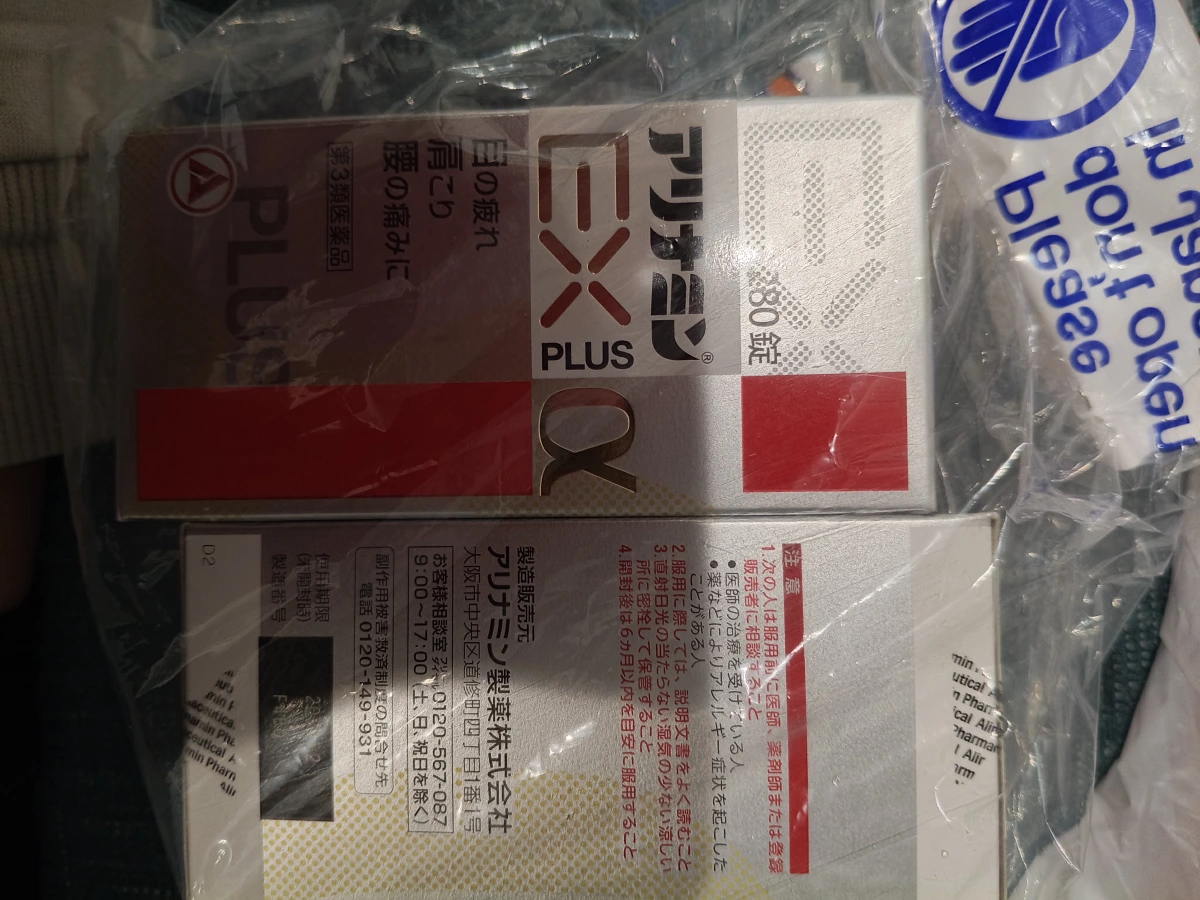 アリナミン®
EX
PLUS
α
280錠
目の疲れ
肩こり
腰の痛みに
第3類医薬品
PLUS
EX
注意
1.次の人は服用前に医師、薬剤師または登録
販売者に相談すること
●医師の治療を受けている人
●薬などによりアレルギー症状を起こした
ことがある人
2.服用に際しては、説明文書をよく読むこと
3.直射日光の当たらない湿気の少ない涼しい
所に密栓して保管すること
4.開封後は6ヵ月以内を目安に服用すること
製造販売元
アリナミン製薬株式会社
大阪市中央区道修町四丁目1番1号
お客様相談室 0120-567-087
9:00〜17:00(土、日、祝日を除く)
副作用被害救済制度の問合せ先
電話 0120-149-931
使用期限
(未開封時)
製造番号
D2
Please
do not
open